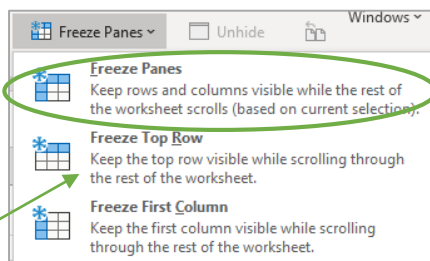 Freeze Panes Unhide Windows
Freeze Panes
Keep rows and columns visible while the rest of
the worksheet scrolls (based on current selection).
Freeze Top Row
Keep the top row visible while scrolling through
the rest of the worksheet.
Freeze First Column
Keep the first column visible while scrolling
through the rest of the worksheet.